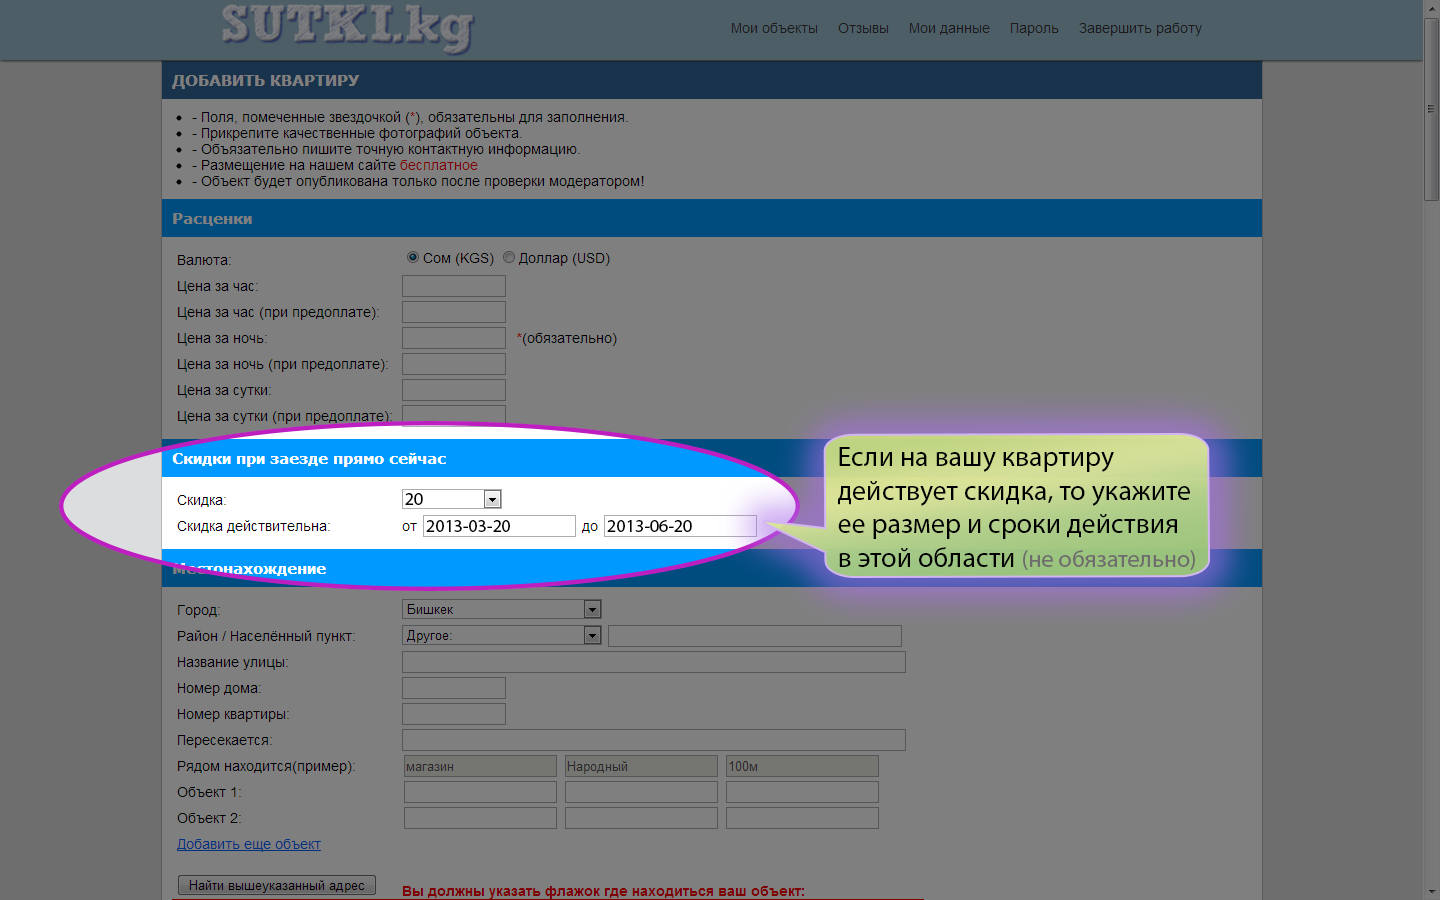 SUTKI.kg
Мои объекты Отзывы Мои данные Пароль Завершить работу
ДОБАВИТЬ КВАРТИРУ
- Поля, помеченные звездочкой (*), обязательны для заполнения.
- Прикрепите качественные фотографий объекта.
- Объязательно пишите точную контактную информацию.
- Размещение на нашем сайте бесплатное
- Объект будет опубликована только после проверки модератором!
Расценки
Валюта: Сом (KGS) Доллар (USD)
Цена за час:
Цена за час (при предоплате):
Цена за ночь: *(обязательно)
Цена за ночь (при предоплате):
Цена за сутки:
Цена за сутки (при предоплате):
Скидки при заезде прямо сейчас
Скидка: 20
Скидка действительна: от 2013-03-20 до 2013-06-20
Если на вашу квартиру
действует скидка, то укажите
ее размер и сроки действия
в этой области (не обязательно)
Местонахождение
Город: Бишкек
Район / Населённый пункт: Другое:
Название улицы:
Номер дома:
Номер квартиры:
Пересекается:
Рядом находится(пример): магазин Народный 100м
Объект 1:
Объект 2:
Добавить еще объект
Найти вышеуказанный адрес
Вы должны указать флажок где находиться ваш объект: